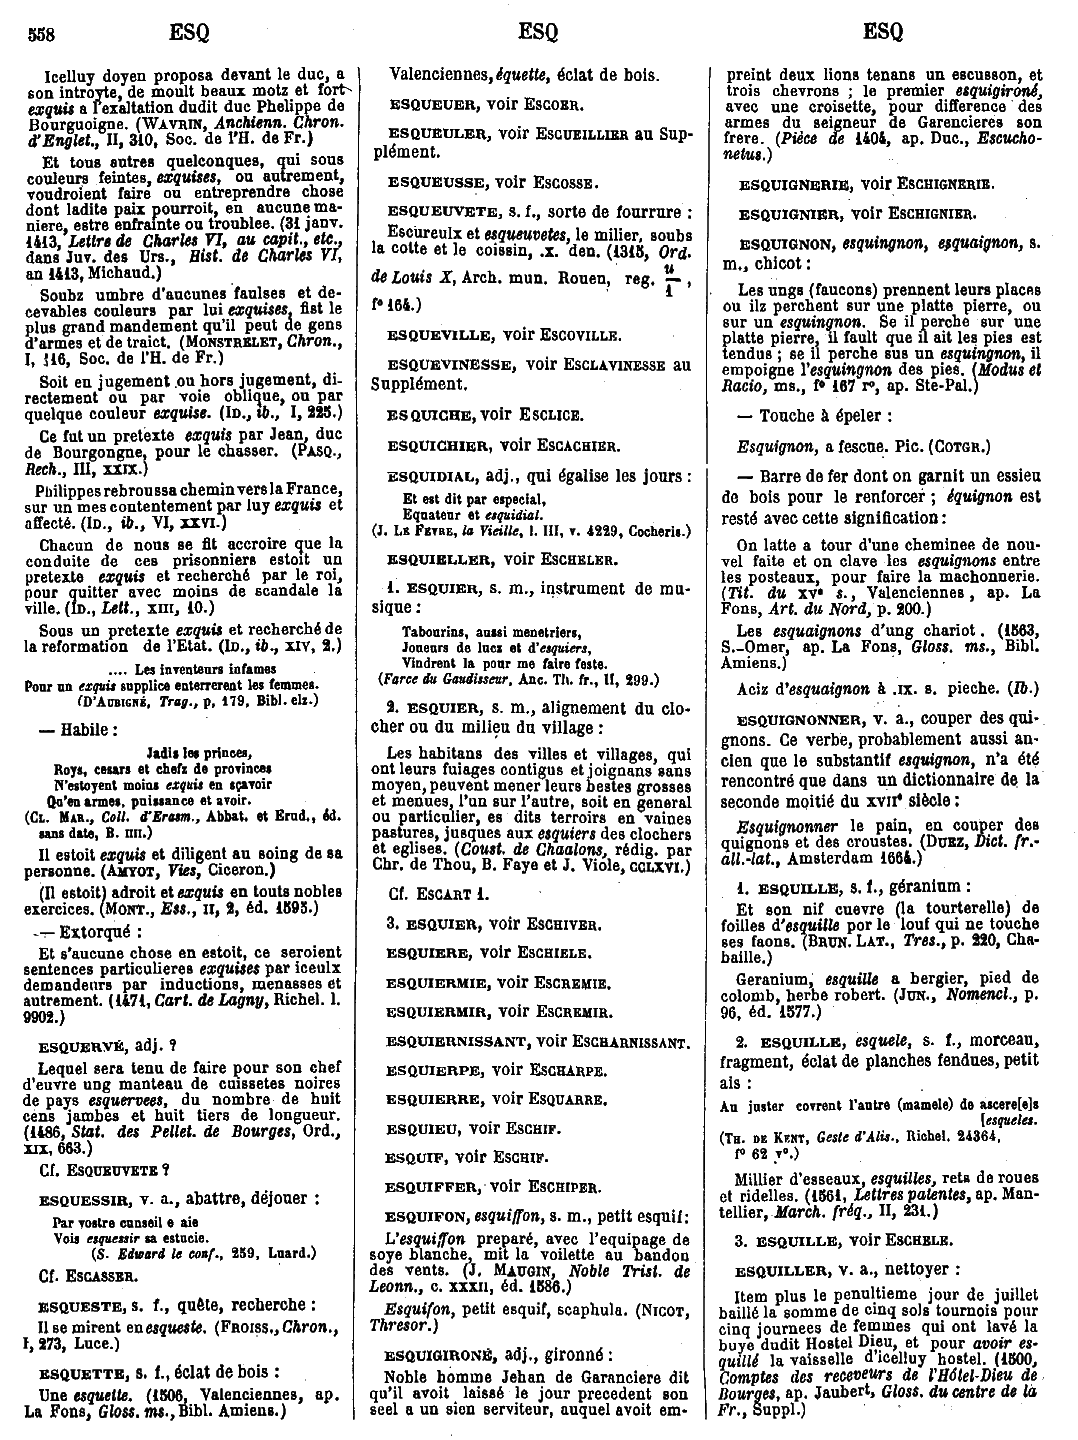 558 ESQ ESQ ESQ
Icelluy doyen proposa devant le duc, a
son introyte, de moult beaux motz et fort
exquis a l'exaltation dudit duc Phelippe de
Bourguoigne. (WAVRIN, Anchienn. Chron.
d'Englet., II, 310, Soc. de l'H. de Fr.)
Et tous autres quelconques, qui sous
couleurs feintes, exquises, ou autrement,
voudroient faire ou entreprendre chose
dont ladite paix pourroit, en aucune ma-
niere, estre enfrainte ou troublee. (31 janv.
1413, Lettre de Charles VI, au capit., etc.,
dans Juv. des Urs., Hist. de Charles VI,
an 1413, Michaud.)
Soubz umbre d'aucunes faulses et de-
cevables couleurs par lui exquises, fist le
plus grand mandement qu'il peut de gens
d'armes et de traict. (MONSTRELET, Chron.,
I, 116, Soc. de l'H. de Fr.)
Soit en jugement ou hors jugement, di-
rectement ou par voie oblique, ou par
quelque couleur exquise. (ID., ib., I, 225.)
Ce fut un pretexte exquis par Jean, duc
de Bourgongne, pour le chasser. (PASQ.,
Rech., III, XXIX.)
Philippes rebroussa chemin vers la France,
sur un mescontentement par luy exquis et
affecté. (ID., ib., VI, XXVI.)
Chacun de nous se fit accroire que la
conduite de ces prisonniers estoit un
pretexte exquis et recherché par le roi,
pour quitter avec moins de scandale la
ville. (ID., Lett., XIII, 10.)
Sous un pretexte exquis et recherché de
la reformation de l'Etat. (ID., ib., XIV, 2.)
.... Les inventeurs infames
Pour un exquis supplice enterrerent les femmes.
(D'AUBIGNÉ, Trag., p. 179, Bibl. elz.)
— Habile :
Jadis les princes,
Roys, cesars et chefz de provinces
N'estoyent moins exquis en sçavoir
Qu'en armes, puissance et avoir.
(CL. MAR., Coll. d'Erasm., Abbat. et Erud., éd.
sans date, B. IIII.)
Il estoit exquis et diligent au soing de sa
personne. (AMYOT, Vies, Ciceron.)
(Il estoit) adroit et exquis en touts nobles
exercices. (MONT., Ess., II, 2, éd. 1595.)
— Extorqué :
Et s'aucune chose en estoit, ce seroient
sentences particulieres exquises par iceulx
demandeurs par inductions, menasses et
autrement. (1471, Cart. de Lagny, Richel. l.
9902.)
ESQUERVÉ, adj. ?
Lequel sera tenu de faire pour son chef
d'euvre ung manteau de cuissetes noires
de pays esquervees, du nombre de huit
cens jambes et huit tiers de longueur.
(1486, Stat. des Pellet. de Bourges, Ord.,
XIX, 663.)
Cf. ESQUEUVETE ?
ESQUESSIR, v. a., abattre, déjouer :
Par vostre cunseil e aie
Vois esquessir sa estucie.
(S. Edward le conf., 259, Luard.)
Cf. ESCASSER.
ESQUESTE, s. f., quête, recherche :
Il se mirent en esqueste. (FROISS., Chron.,
I, 273, Luce.)
ESQUETTE, s. f., éclat de bois :
Une esquette. (1506, Valenciennes, ap.
La Fons, Gloss. ms., Bibl. Amiens.)
Valenciennes, équette, éclat de bois.
ESQUEUER, voir ESCOER.
ESQUEULER, voir ESCUEILLIER au Sup-
plément.
ESQUEUSSE, voir ESCOSSE.
ESQUEUVETE, s. f., sorte de fourrure :
Escureulx et esqueuvetes, le milier, soubs
la cotte et le coissin, .x. den. (1315, Ord.
de Louis X, Arch. mun. Rouen, reg. u/1,
f° 164.)
ESQUEVILLE, voir ESCOVILLE.
ESQUEVINESSE, voir ESCLAVINESSE au
Supplément.
ESQUICHE, voir ESCLICE.
ESQUICHIER, voir ESCACHIER.
ESQUIDIAL, adj., qui égalise les jours :
Et est dit par especial,
Equateur et esquidial.
(J. LE FEVRE, la Vieille, l. III, v. 4229, Cocheris.)
ESQUIELLER, voir ESCHELER.
1. ESQUIER, s. m., instrument de mu-
sique :
Tabourins, aussi menetriers,
Joneurs de lucz et d'esquiers,
Vindrent la pour me faire feste.
(Farce du Gaudisseur, Anc. Th. fr., II, 299.)
2. ESQUIER, s. m., alignement du clo-
cher ou du milieu du village :
Les habitans des villes et villages, qui
ont leurs fuiages contigus et joignans sans
moyen, peuvent mener leurs bestes grosses
et menues, l'un sur l'autre, soit en general
ou particulier, es dits terroirs en vaines
pastures, jusques aux esquiers des clochers
et eglises. (Coust. de Chaalons, rédig. par
Chr. de Thou, B. Faye et J. Viole, CCLXVI.)
Cf. ESCART 1.
3. ESQUIER, voir ESCHIVER.
ESQUIERE, voir ESCHIELE.
ESQUIERMIE, voir ESCREMIE.
ESQUIERMIR, voir ESCREMIR.
ESQUIERNISSANT, voir ESCHARNISSANT.
ESQUIERPE, voir ESCHARPE.
ESQUIERRE, voir ESQUARRE.
ESQUIEU, voir ESCHIF.
ESQUIF, voir ESCHIF.
ESQUIFFER, voir ESCHIPER.
ESQUIFON, esquiffon, s. m., petit esquif:
L'esquiffon preparé, avec l'equipage de
soye blanche, mit la voilette au bandon
des vents. (J. MAUGIN, Noble Trist. de
Leonn., c. XXXII, éd. 1586.)
Esquifon, petit esquif, scaphula. (NICOT,
Thresor.)
ESQUIGIRONÉ, adj., gironné :
Noble homme Jehan de Garanciere dit
qu'il avoit laissé le jour precedent son
seel a un sien serviteur, auquel avoit em-
preint deux lions tenans un escusson, et
trois chevrons ; le premier esquigironé,
avec une croisette, pour difference des
armes du seigneur de Garencieres son
frere. (Pièce de 1404, ap. Duc., Escucho-
netus.)
ESQUIGNERIE, voir ESCHIGNERIE.
ESQUIGNIER, voir ESCHIGNIER.
ESQUIGNON, esquingnon, esquaignon, s.
m., chicot :
Les ungs (faucons) prennent leurs places
ou ilz perchent sur une platte pierre, ou
sur un esquingnon. Se il perche sur une
platte pierre, il fault que il ait les pies est
tendus ; se il perche sus un esquingnon, il
empoigne l'esquingnon des pies. (Modus et
Racio, ms., f° 167 r°, ap. Ste-Pal.)
— Touche à épeler :
Esquignon, a fescue. Pic. (COTGR.)
— Barre de fer dont on garnit un essieu
de bois pour le renforcer ; équignon est
resté avec cette signification :
On latte a tour d'une cheminee de nou-
vel faite et on clave les esquignons entre
les posteaux, pour faire la machonnerie.
(Tit. du XVe s., Valenciennes, ap. La
Fons, Art. du Nord, p. 200.)
Les esquaignons d'ung chariot. (1563,
S.-Omer, ap. La Fons, Gloss. ms., Bibl.
Amiens.)
Aciz d'esquaignon à .IX. s. pieche. (Ib.)
ESQUIGNONNER, v. a., couper des qui-
gnons. Ce verbe, probablement aussi an-
cien que le substantif esquignon, n'a été
rencontré que dans un dictionnaire de la
seconde moitié du XVIIe siècle :
Esquignonner le pain, en couper des
quignons et des croustes. (DUEZ, Dict. fr.-
all.-lat., Amsterdam 1664.)
1. ESQUILLE, s. f., géranium :
Et son nif cuevre (la tourterelle) de
foilles d'esquille por le louf qui ne touche
ses faons. (BRUN. LAT., Tres., p. 220, Cha-
baille.)
Geranium, esquille a bergier, pied de
colomb, herbe robert. (JUN., Nomencl., p.
96, éd. 1577.)
2. ESQUILLE, esquele, s. f., morceau,
fragment, éclat de planches fendues, petit
ais :
Au juster covrent l'autre (mamele) de ascere[e]s
[esqueles.
(TH. DE KENT, Geste d'Alis., Richel. 24364,
f° 62 v°.)
Millier d'esseaux, esquilles, rets de roues
et ridelles. (1561, Lettres patentes, ap. Man-
tellier, March. fréq., II, 231.)
3. ESQUILLE, voir ESCHELE.
ESQUILLER, v. a., nettoyer :
Item plus le penultieme jour de juillet
baillé la somme de cinq sols tournois pour
cinq journees de femmes qui ont lavé la
buye dudit Hostel Dieu, et pour avoir es-
quillé la vaisselle d'icelluy hostel. (1500,
Comptes des receveurs de l'Hôtel-Dieu de
Bourges, ap. Jaubert, Gloss. du centre de la
Fr., Suppl.)